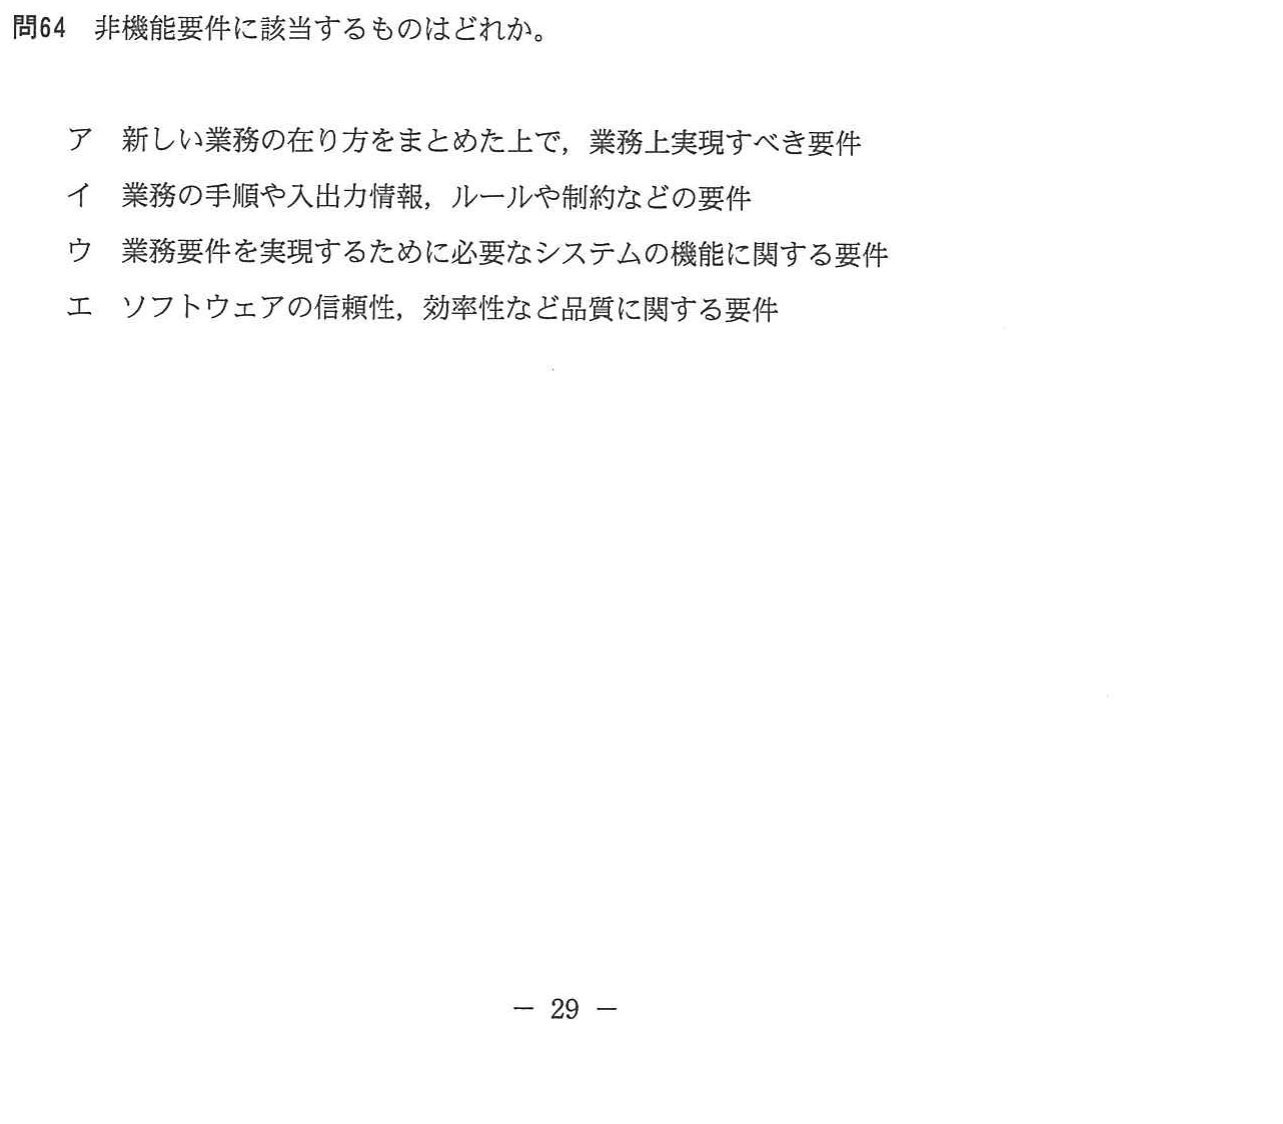 問64　非機能要件に該当するものはどれか。
ア　新しい業務の在り方をまとめた上で，業務上実現すべき要件
イ　業務の手順や入出力情報，ルールや制約などの要件
ウ　業務要件を実現するために必要なシステムの機能に関する要件
エ　ソフトウェアの信頼性，効率性など品質に関する要件
－ 29 －